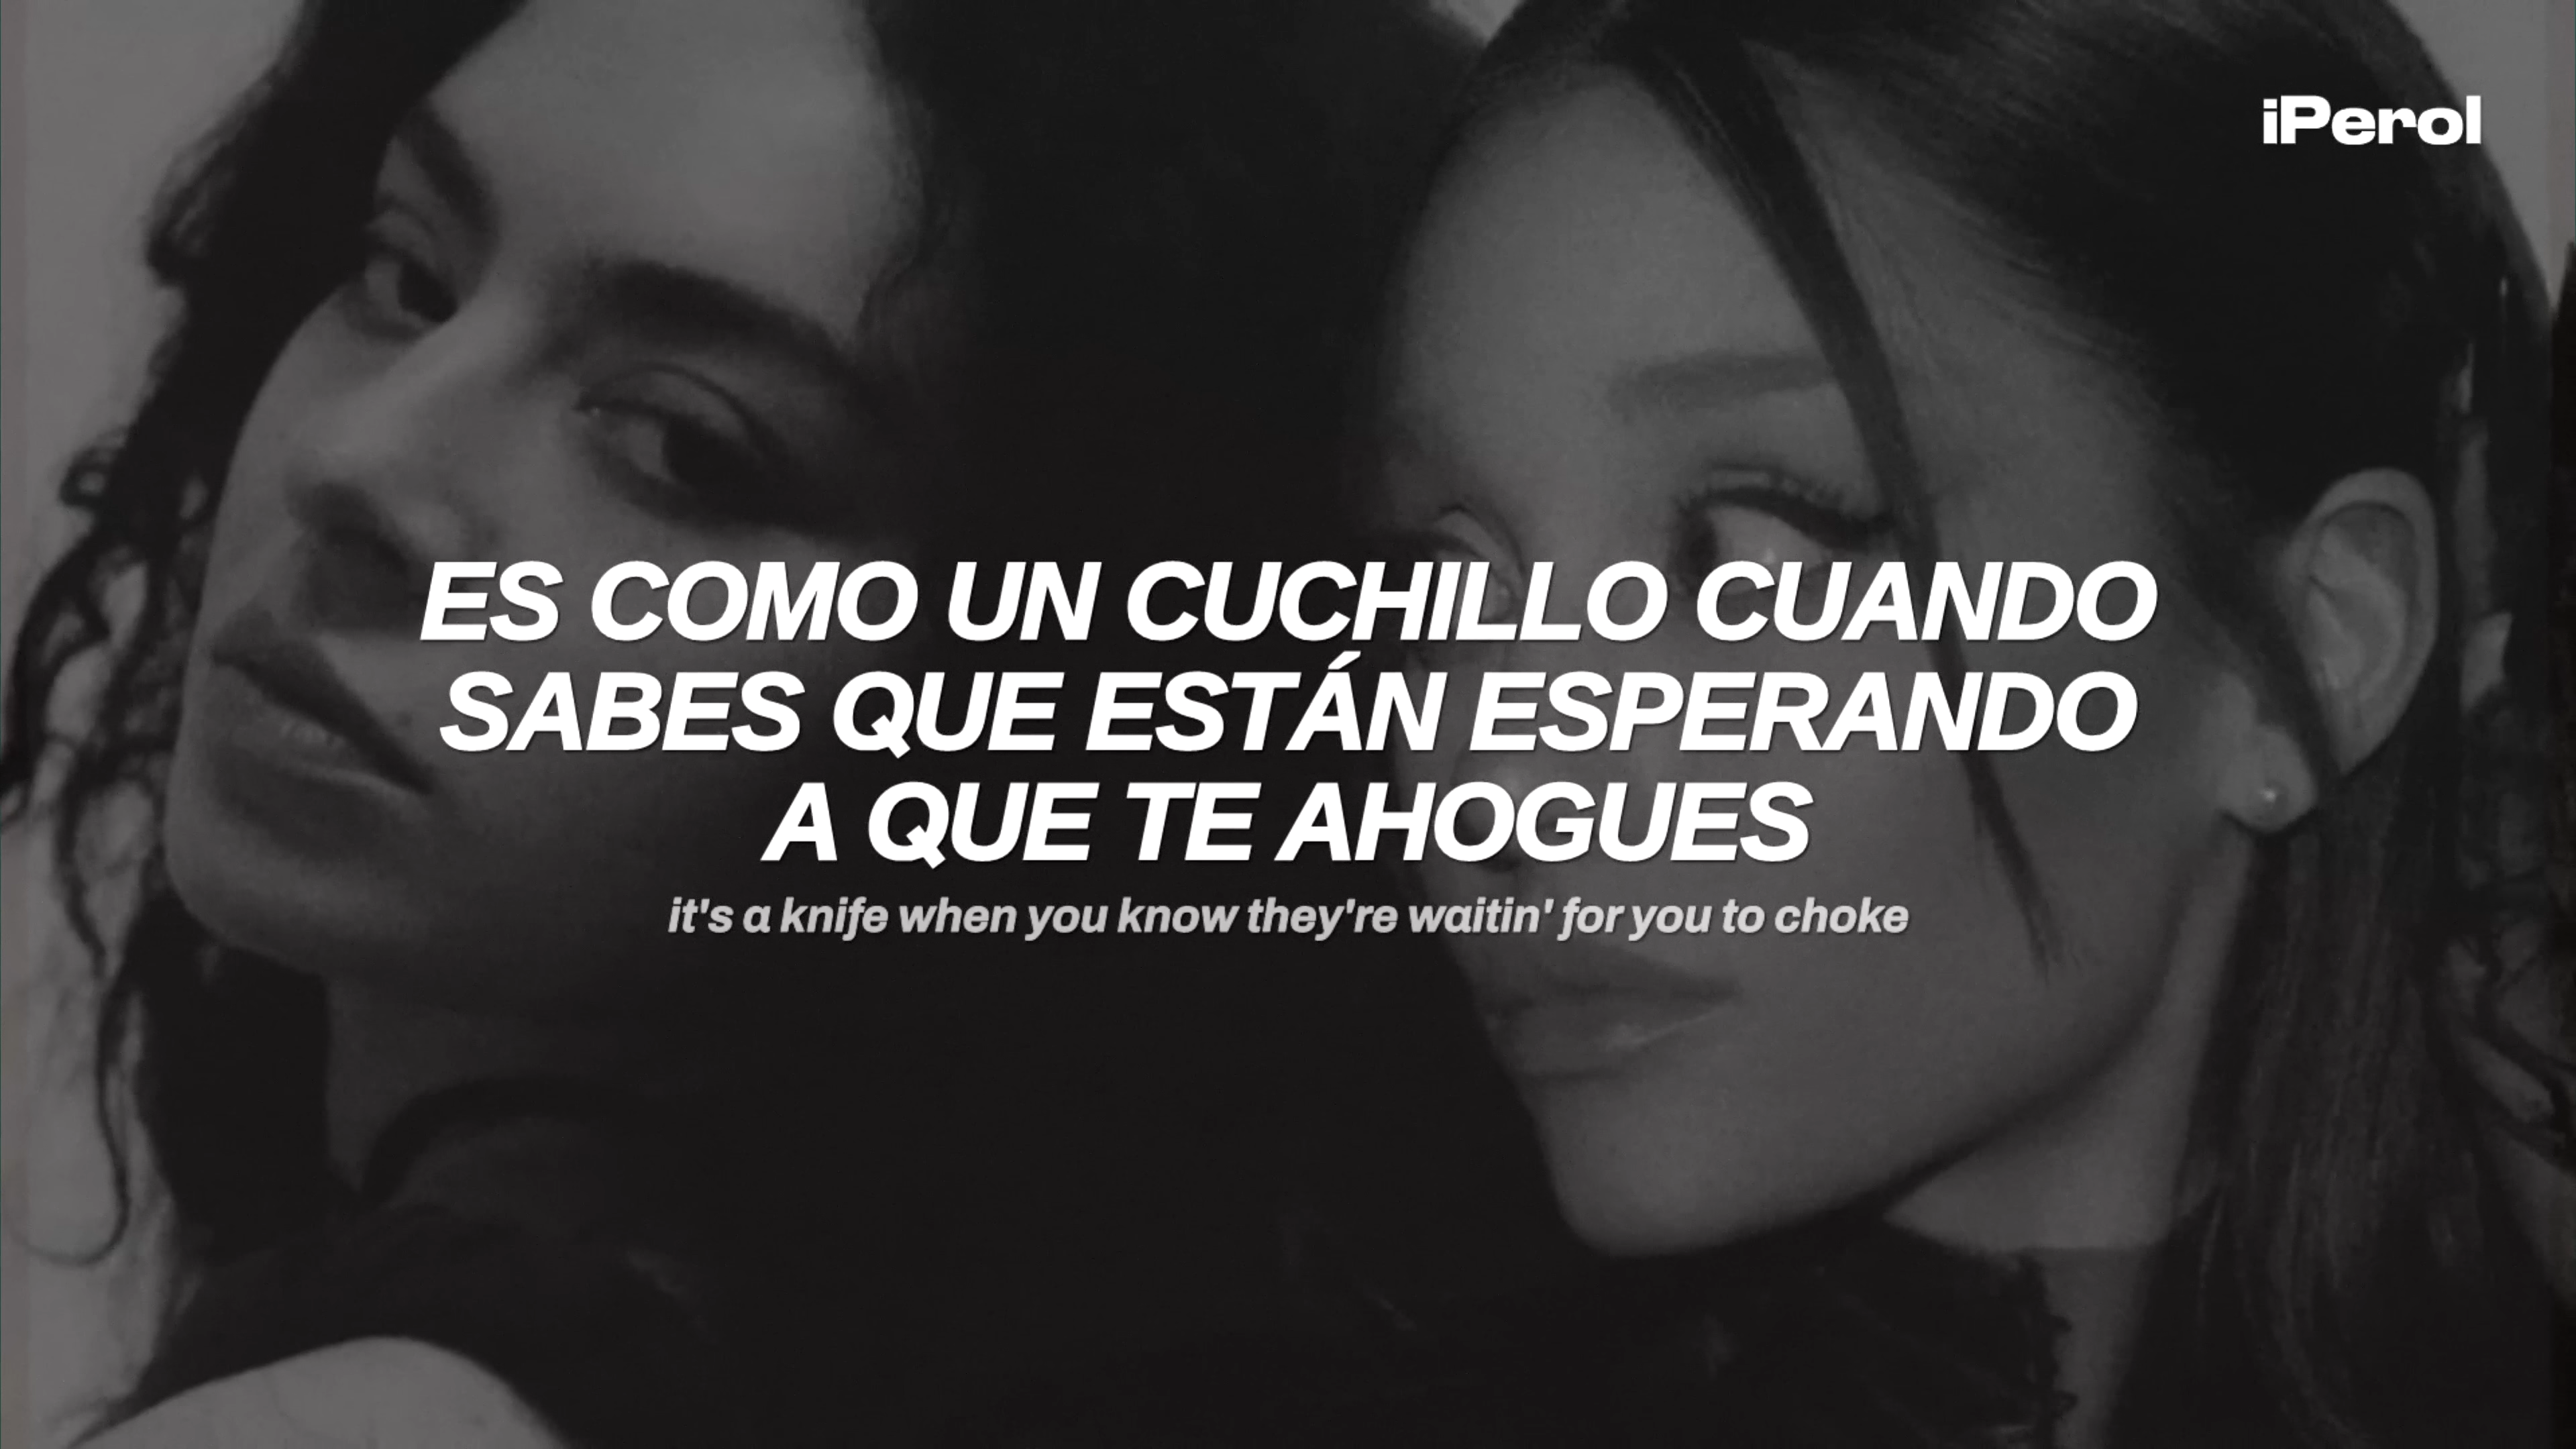 iPerol
ES COMO UN CUCHILLO CUANDO
SABES QUE ESTÁN ESPERANDO
A QUE TE AHOGUES
it's a knife when you know they're waitin' for you to choke